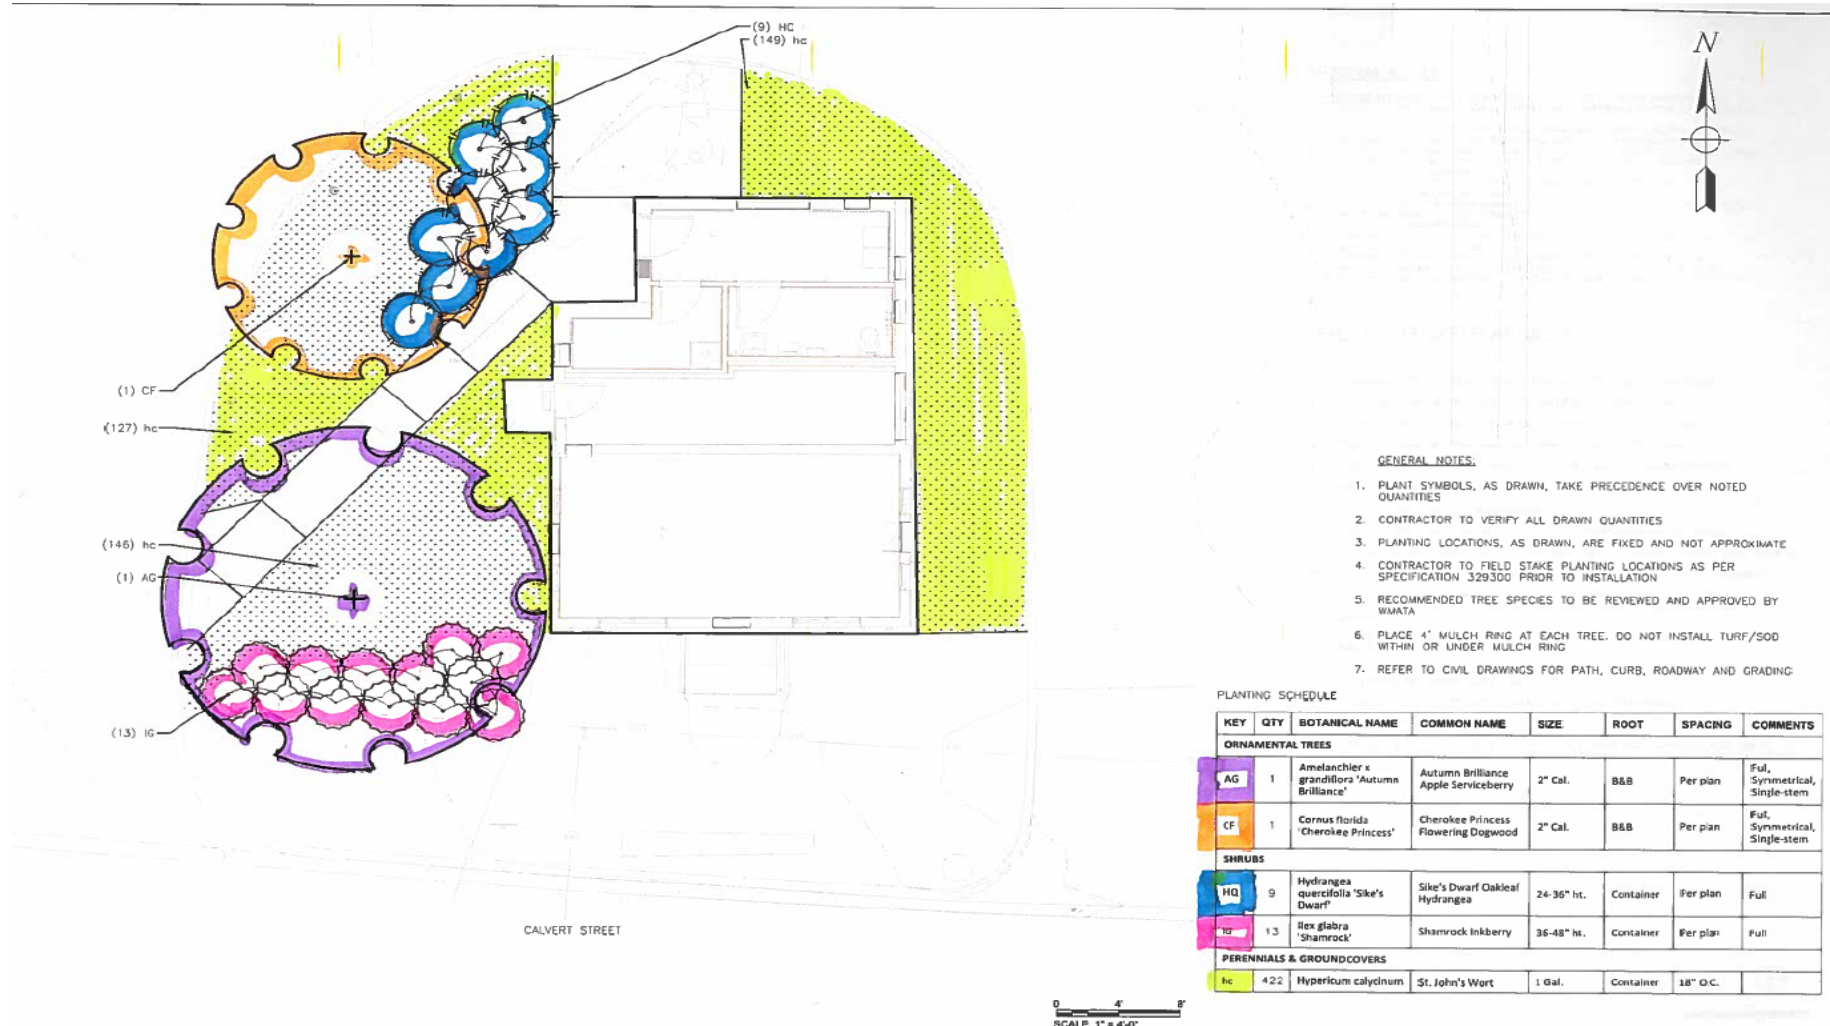 (9) HC
(149) hc
N
(1) CF
(127) hc
(146) hc
(1) AG
(13) IG
GENERAL NOTES:
1. PLANT SYMBOLS, AS DRAWN, TAKE PRECEDENCE OVER NOTED
QUANTITIES
2. CONTRACTOR TO VERIFY ALL DRAWN QUANTITIES
3. PLANTING LOCATIONS, AS DRAWN, ARE FIXED AND NOT APPROXIMATE
4. CONTRACTOR TO FIELD STAKE PLANTING LOCATIONS AS PER
SPECIFICATION 329300 PRIOR TO INSTALLATION
5. RECOMMENDED TREE SPECIES TO BE REVIEWED AND APPROVED BY
WMATA
6. PLACE 4' MULCH RING AT EACH TREE. DO NOT INSTALL TURF/SOD
WITHIN OR UNDER MULCH RING
7. REFER TO CIVIL DRAWINGS FOR PATH, CURB, ROADWAY AND GRADING
PLANTING SCHEDULE
KEY QTY BOTANICAL NAME COMMON NAME SIZE ROOT SPACING COMMENTS
ORNAMENTAL TREES
AG 1 Amelanchier x grandiflora 'Autumn Brilliance' Autumn Brilliance Apple Serviceberry 2" Cal. B&B Per plan Ful, Symmetrical, Single-stem
CF 1 Cornus florida 'Cherokee Princess' Cherokee Princess Flowering Dogwood 2" Cal. B&B Per plan Ful, Symmetrical, Single-stem
SHRUBS
HQ 9 Hydrangea quercifolia 'Sike's Dwarf' Sike's Dwarf Oakleaf Hydrangea 24-36" ht. Container Per plan Full
IG 13 Ilex glabra 'Shamrock' Shamrock Inkberry 36-48" ht. Container Per plan Full
PERENNIALS & GROUNDCOVERS
hc 422 Hypericum calycinum St. John's Wort 1 Gal. Container 18" O.C.
CALVERT STREET
0 4' 8'
SCALE 1" = 4'-0"